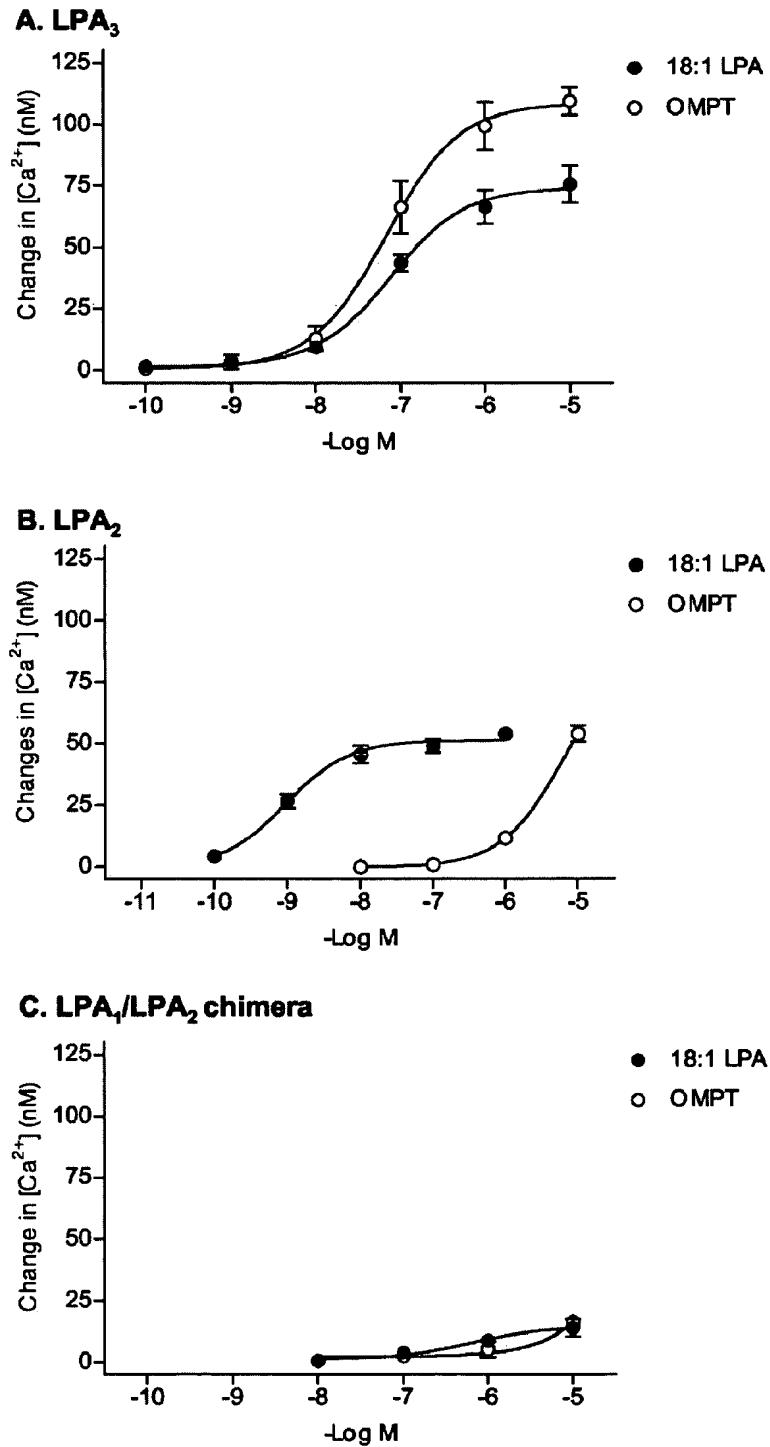 A. LPA₃
18:1 LPA
OMPT
Change in [Ca²⁺] (nM)
125
100
75
50
25
0
-10 -9 -8 -7 -6 -5
-Log M
B. LPA₂
18:1 LPA
OMPT
Changes in [Ca²⁺] (nM)
125
100
75
50
25
0
-11 -10 -9 -8 -7 -6 -5
-Log M
C. LPA₁/LPA₂ chimera
18:1 LPA
OMPT
Change in [Ca²⁺] (nM)
125
100
75
50
25
0
-10 -9 -8 -7 -6 -5
-Log M